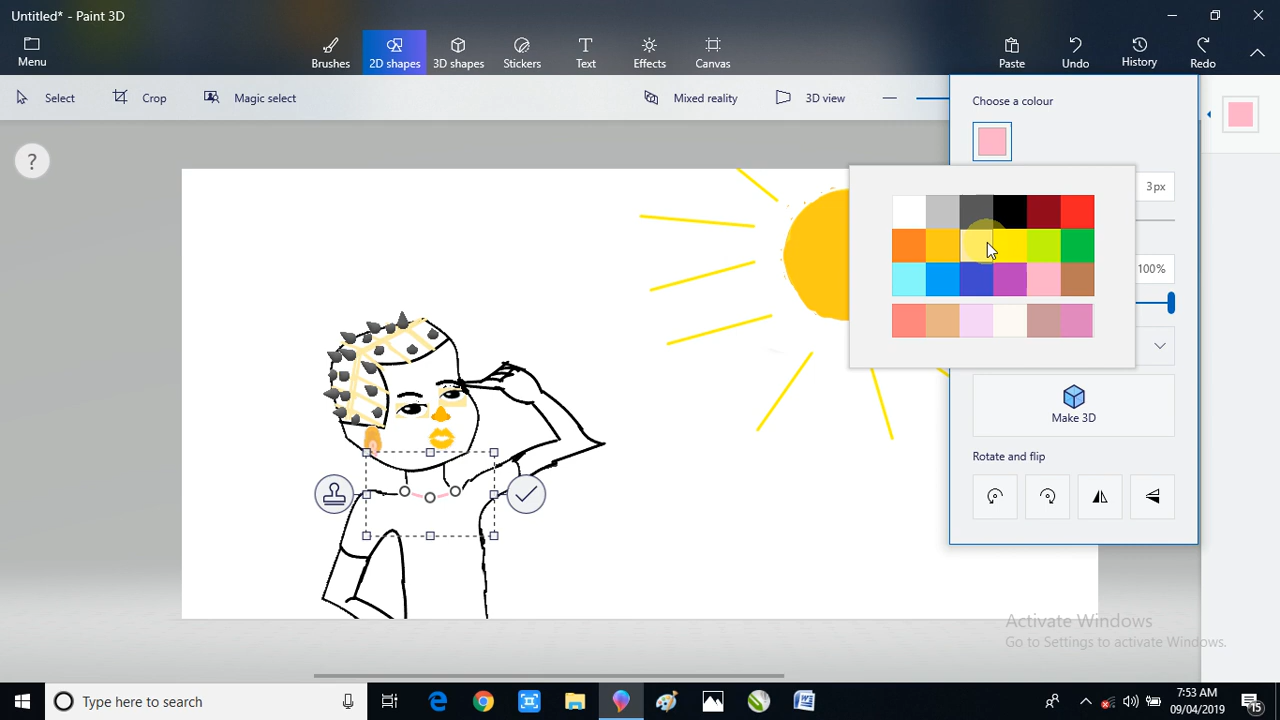 Untitled* - Paint 3D
Menu
Brushes
2D shapes
3D shapes
Stickers
Text
Effects
Canvas
Paste
Undo
History
Redo
Select
Crop
Magic select
Mixed reality
3D view
Choose a colour
?
3px
100%
Make 3D
Rotate and flip
Activate Windows
Go to Settings to activate Windows.
Type here to search
7:53 AM
09/04/2019
15